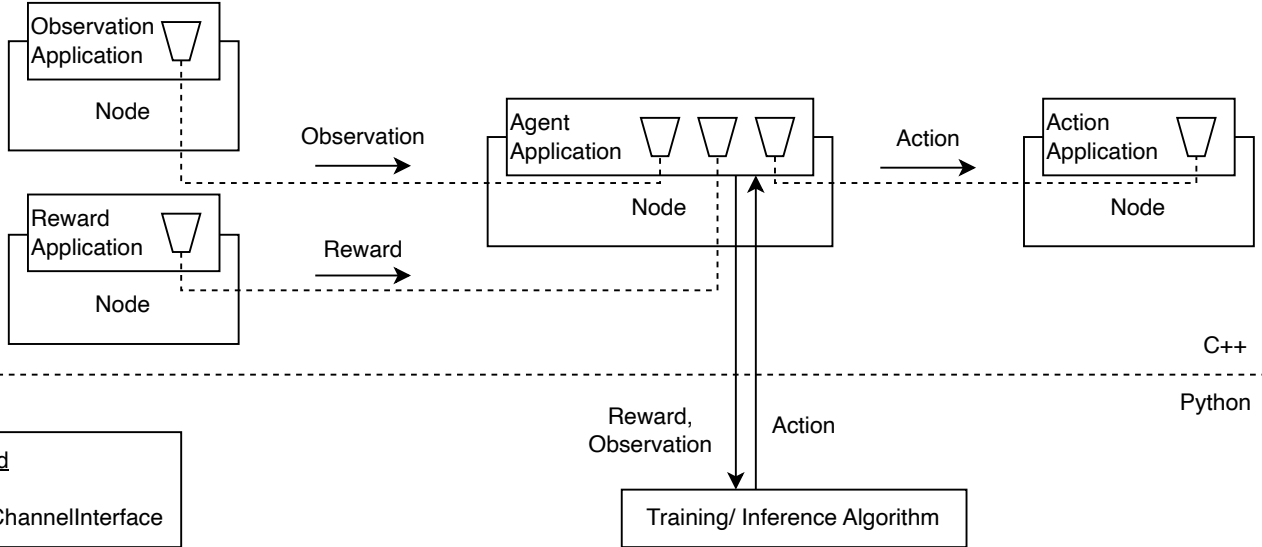 Observation
Application
Node
Observation
Agent
Application
Node
Action
Action
Application
Node
Reward
Application
Node
Reward
C++
Python
Reward,
Observation
Action
ChannelInterface
Training/ Inference Algorithm